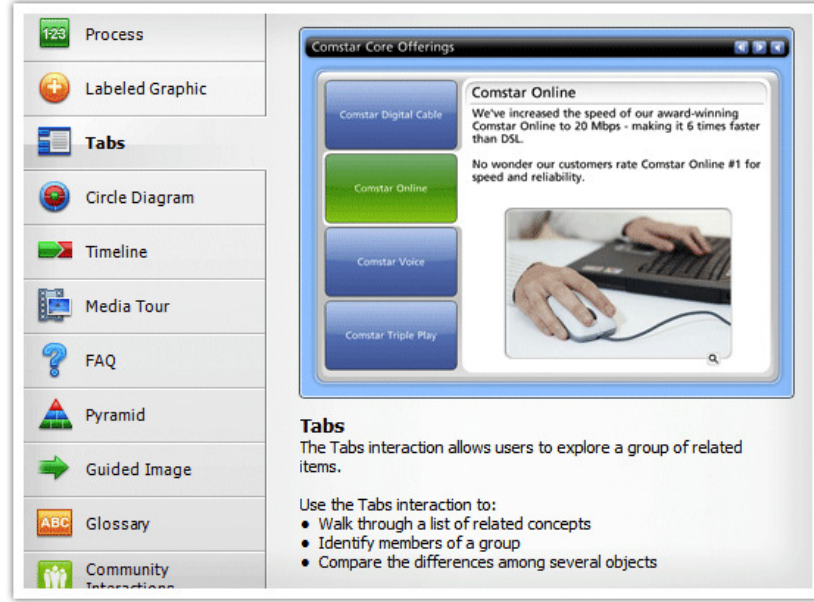 123
Process
Labeled Graphic
Tabs
Circle Diagram
Timeline
Media Tour
FAQ
Pyramid
Guided Image
ABC
Glossary
Community
Interactions
Comstar Core Offerings
Comstar Digital Cable
Comstar Online
Comstar Voice
Comstar Triple Play
Comstar Online
We've increased the speed of our award-winning
Comstar Online to 20 Mbps - making it 6 times faster
than DSL.
No wonder our customers rate Comstar Online #1 for
speed and reliability.
Tabs
The Tabs interaction allows users to explore a group of related
items.
Use the Tabs interaction to:
● Walk through a list of related concepts
● Identify members of a group
● Compare the differences among several objects